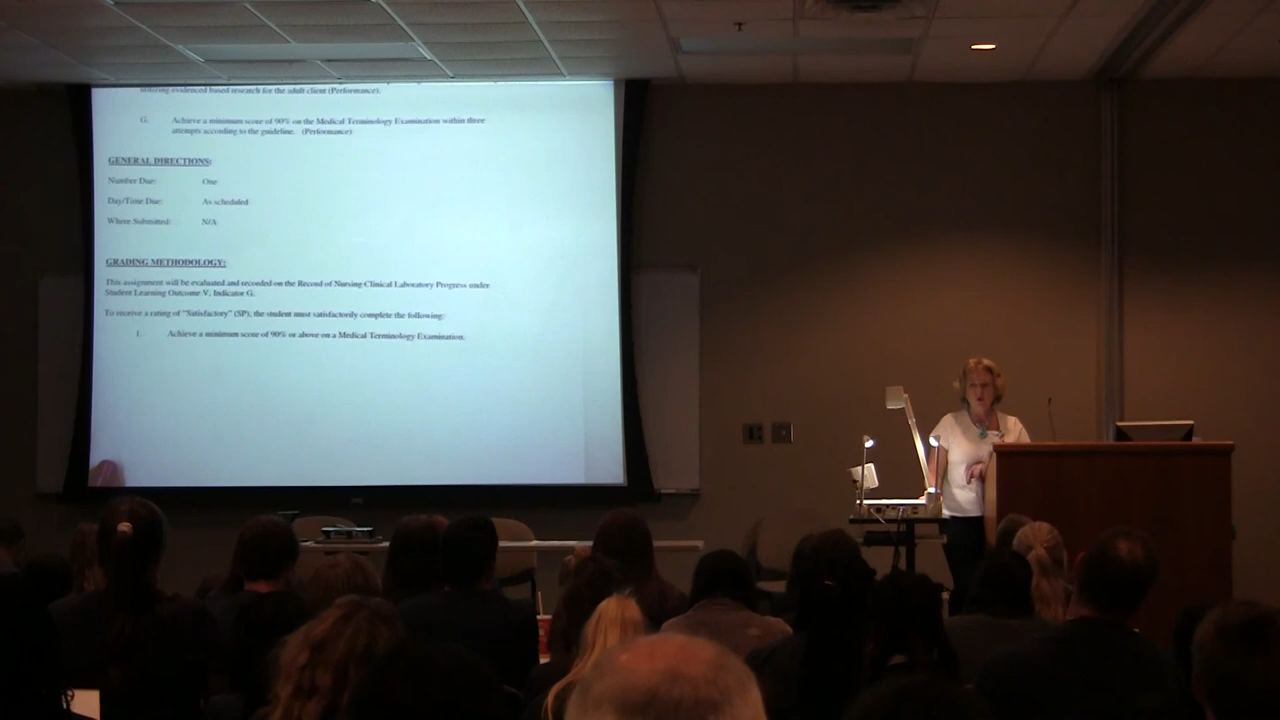 utilizing evidenced based research for the adult client (Performance).
G. Achieve a minimum score of 90% on the Medical Terminology Examination within three
attempts according to the guideline. (Performance)
GENERAL DIRECTIONS:
Number Due: One
Day/Time Due: As scheduled
Where Submitted: N/A
GRADING METHODOLOGY:
This assignment will be evaluated and recorded on the Record of Nursing Clinical Laboratory Progress under
Student Learning Outcome V, Indicator G.
To receive a rating of "Satisfactory" (SP), the student must satisfactorily complete the following:
1. Achieve a minimum score of 90% or above on a Medical Terminology Examination.